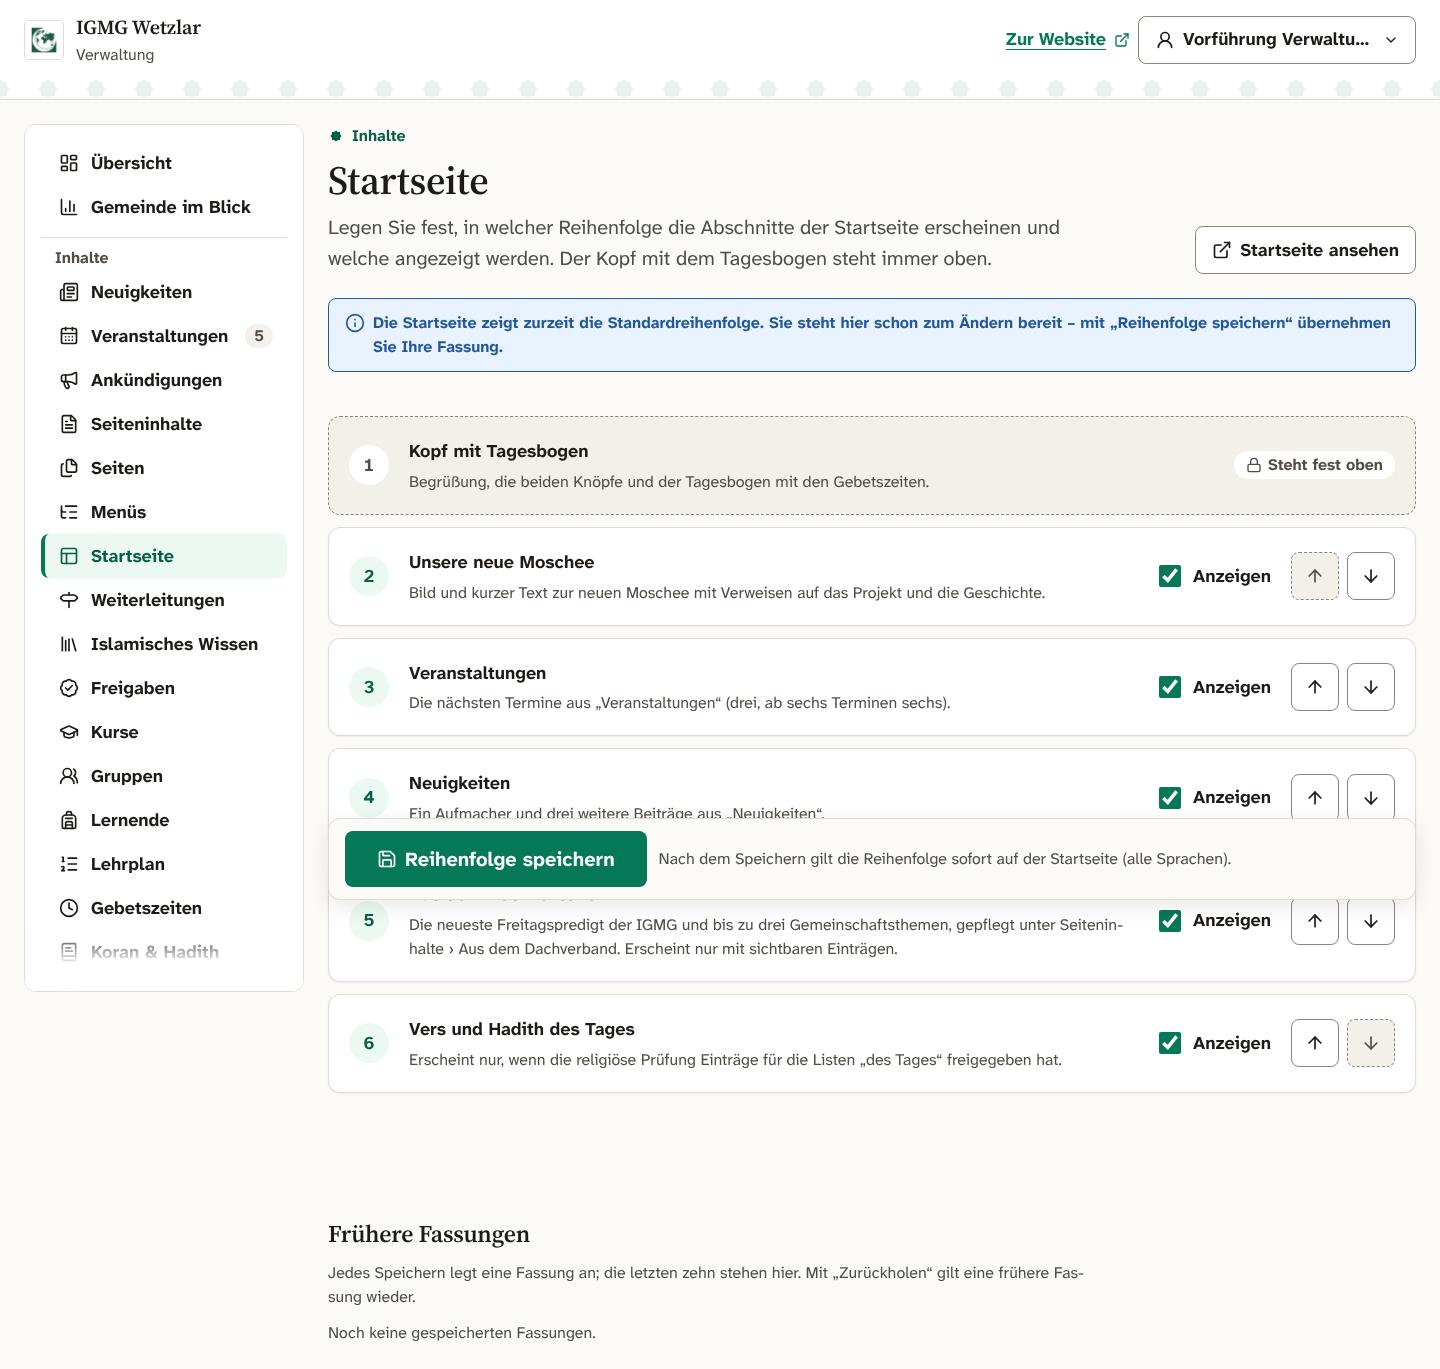 IGMG Wetzlar
Verwaltung
Zur Website
Vorführung Verwaltu...
Übersicht
Gemeinde im Blick
Inhalte
Neuigkeiten
Veranstaltungen 5
Ankündigungen
Seiteninhalte
Seiten
Menüs
Startseite
Weiterleitungen
Islamisches Wissen
Freigaben
Kurse
Gruppen
Lernende
Lehrplan
Gebetszeiten
Koran & Hadith
Inhalte
Startseite
Legen Sie fest, in welcher Reihenfolge die Abschnitte der Startseite erscheinen und
welche angezeigt werden. Der Kopf mit dem Tagesbogen steht immer oben.
Startseite ansehen
Die Startseite zeigt zurzeit die Standardreihenfolge. Sie steht hier schon zum Ändern bereit – mit „Reihenfolge speichern“ übernehmen
Sie Ihre Fassung.
1
Kopf mit Tagesbogen
Begrüßung, die beiden Knöpfe und der Tagesbogen mit den Gebetszeiten.
Steht fest oben
2
Unsere neue Moschee
Bild und kurzer Text zur neuen Moschee mit Verweisen auf das Projekt und die Geschichte.
Anzeigen
3
Veranstaltungen
Die nächsten Termine aus „Veranstaltungen“ (drei, ab sechs Terminen sechs).
Anzeigen
4
Neuigkeiten
Ein Aufmacher und drei weitere Beiträge aus „Neuigkeiten“.
Anzeigen
Reihenfolge speichern
Nach dem Speichern gilt die Reihenfolge sofort auf der Startseite (alle Sprachen).
5
Die neueste Freitagspredigt der IGMG und bis zu drei Gemeinschaftsthemen, gepflegt unter Seitenin-
halte › Aus dem Dachverband. Erscheint nur mit sichtbaren Einträgen.
Anzeigen
6
Vers und Hadith des Tages
Erscheint nur, wenn die religiöse Prüfung Einträge für die Listen „des Tages“ freigegeben hat.
Anzeigen
Frühere Fassungen
Jedes Speichern legt eine Fassung an; die letzten zehn stehen hier. Mit „Zurückholen“ gilt eine frühere Fas-
sung wieder.
Noch keine gespeicherten Fassungen.